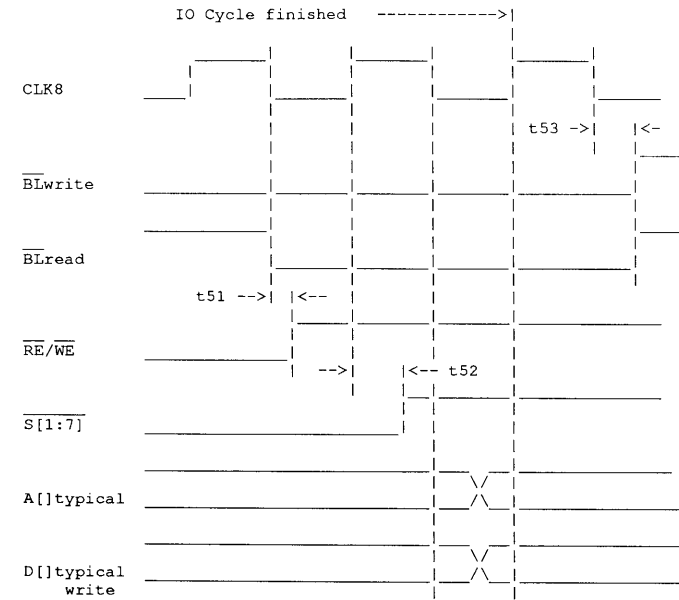 IO Cycle finished ------------>|
CLK8
t53 ->| |<-
BLwrite
BLread
t51 -->| |<--
RE/WE
-->| |<-- t52
S[1:7]
A[]typical
D[]typical
write